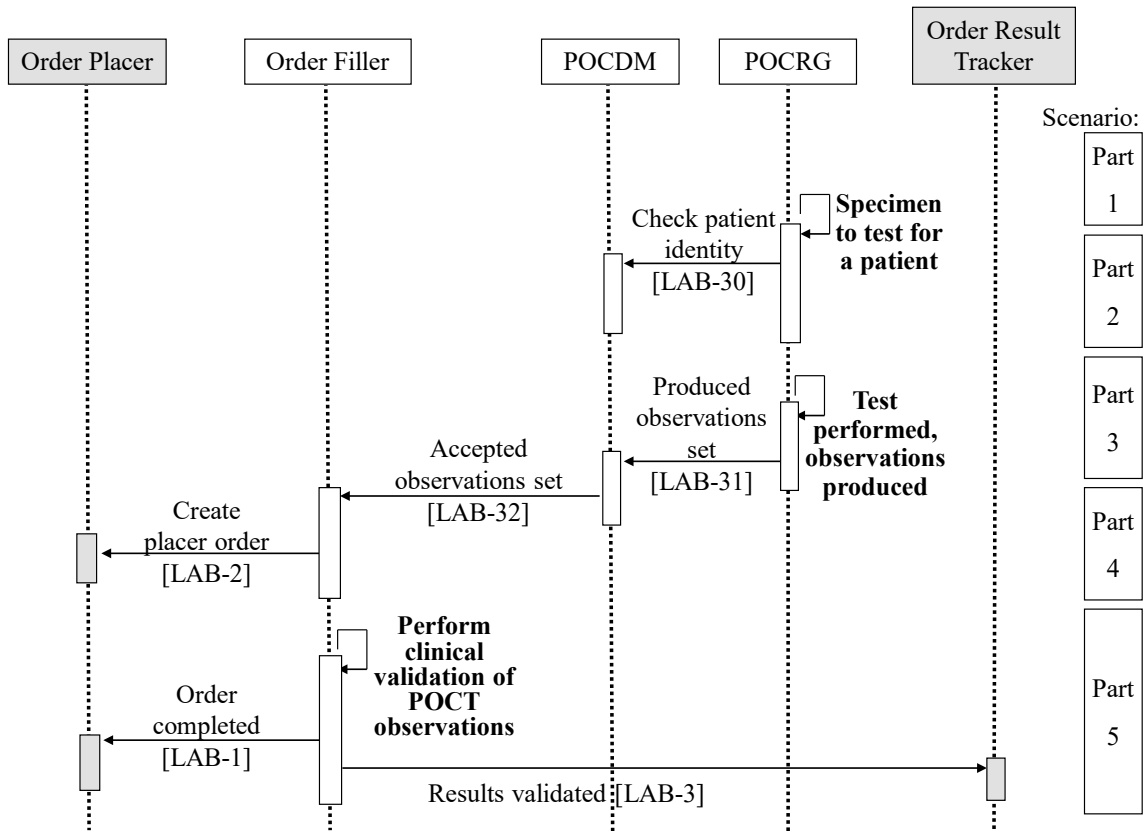 Order Placer
Order Filler
POCDM
POCRG
Order Result
Tracker
Scenario:
Part
1
Specimen
to test for
a patient
Check patient
identity
[LAB-30]
Part
2
Produced
observations
set
[LAB-31]
Test
performed,
observations
produced
Part
3
Accepted
observations set
[LAB-32]
Create
placer order
[LAB-2]
Part
4
Perform
clinical
validation of
POCT
observations
Order
completed
[LAB-1]
Part
5
Results validated [LAB-3]